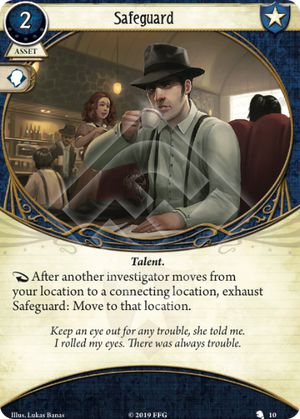 Safeguard
2
ASSET
Talent.
After another investigator moves from
your location to a connecting location, exhaust
Safeguard: Move to that location.
Keep an eye out for any trouble, she told me.
I rolled my eyes. There was always trouble.
Illus. Lukas Banas
© 2019 FFG
10